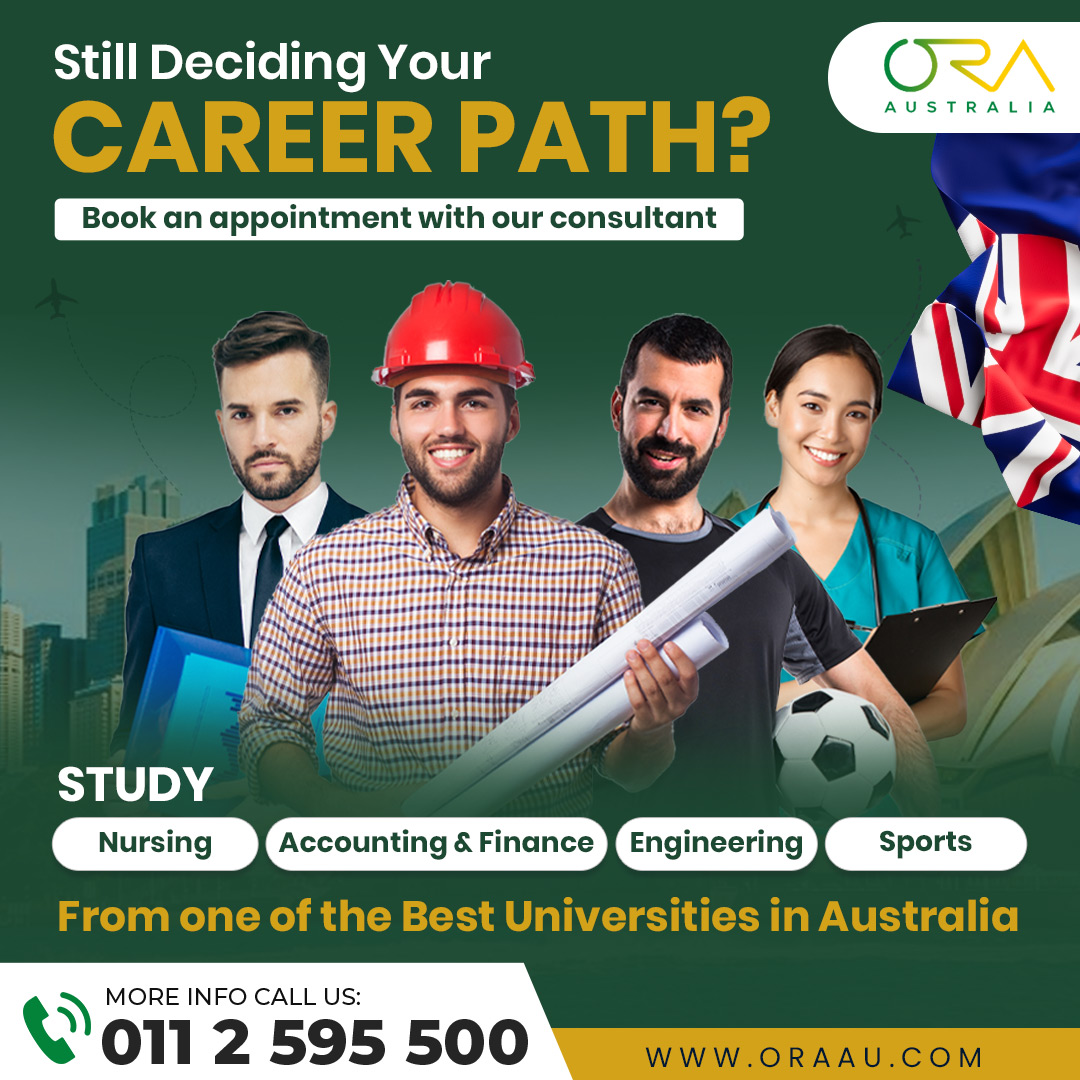 Still Deciding Your
CAREER PATH?
Book an appointment with our consultant
ORA
AUSTRALIA
STUDY
Nursing
Accounting & Finance
Engineering
Sports
From one of the Best Universities in Australia
MORE INFO CALL US:
011 2 595 500
WWW.ORAAU.COM